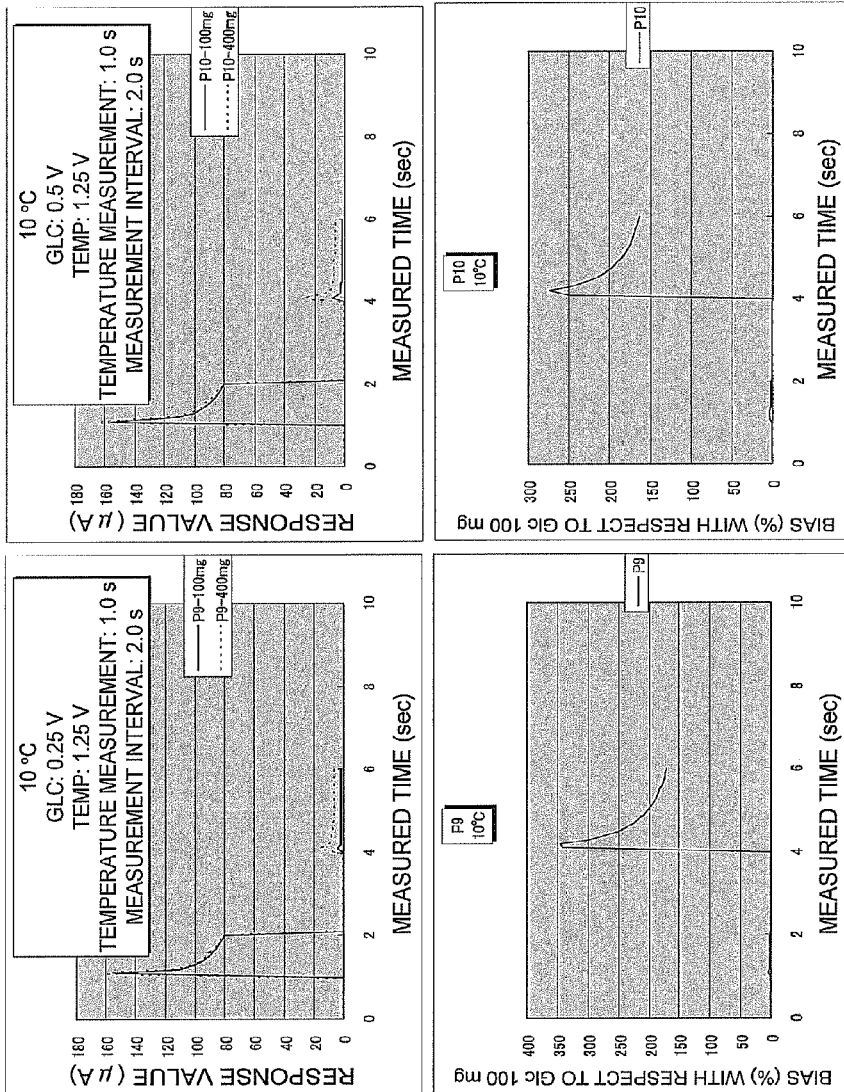 10 °C
GLC: 0.25 V
TEMP: 1.25 V
TEMPERATURE MEASUREMENT: 1.0 s
MEASUREMENT INTERVAL: 2.0 s
P9-100mg
P9-400mg
RESPONSE VALUE (μA)
180
160
140
120
100
80
60
40
20
0
0 2 4 6 8 10
MEASURED TIME (sec)
10 °C
GLC: 0.5 V
TEMP: 1.25 V
TEMPERATURE MEASUREMENT: 1.0 s
MEASUREMENT INTERVAL: 2.0 s
P10-100mg
P10-400mg
RESPONSE VALUE (μA)
180
160
140
120
100
80
60
40
20
0
0 2 4 6 8 10
MEASURED TIME (sec)
P9
10°C
P9
BIAS (%) WITH RESPECT TO Glc 100 mg
400
350
300
250
200
150
100
50
0
0 2 4 6 8 10
MEASURED TIME (sec)
P10
10°C
P10
BIAS (%) WITH RESPECT TO Glc 100 mg
300
250
200
150
100
50
0
0 2 4 6 8 10
MEASURED TIME (sec)